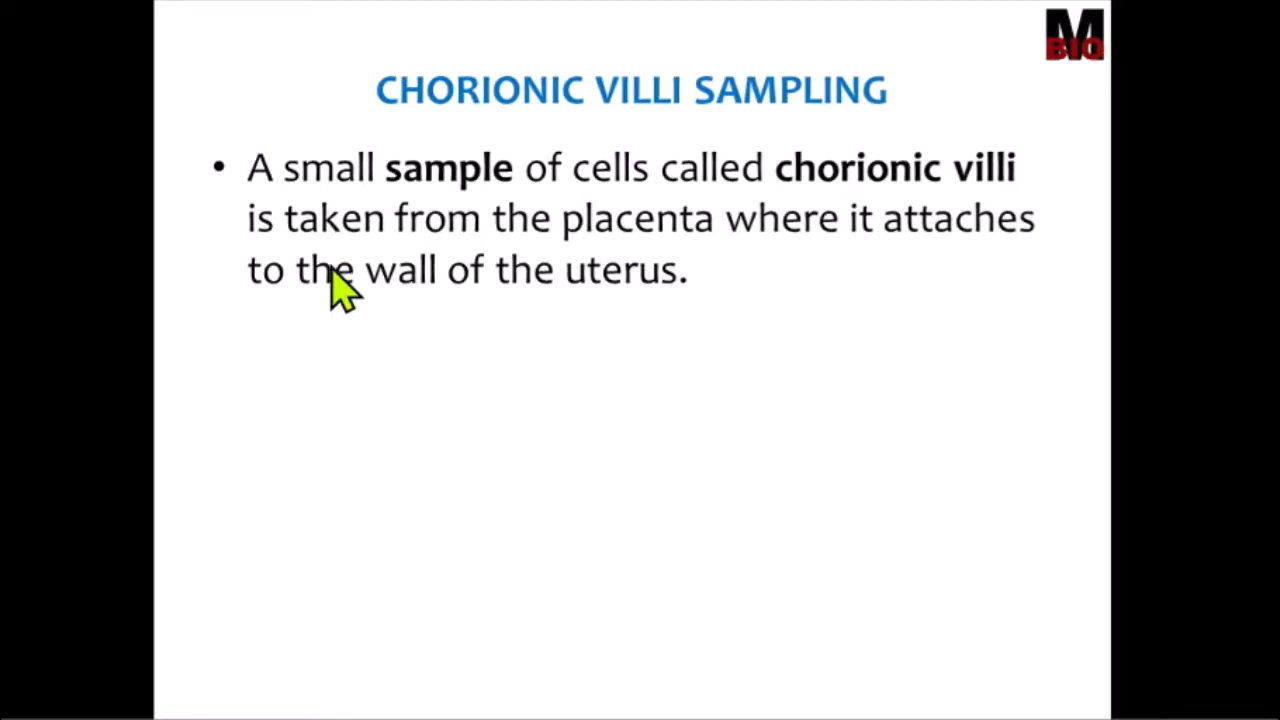 M
BIQ
CHORIONIC VILLI SAMPLING
• A small sample of cells called chorionic villi
is taken from the placenta where it attaches
to the wall of the uterus.